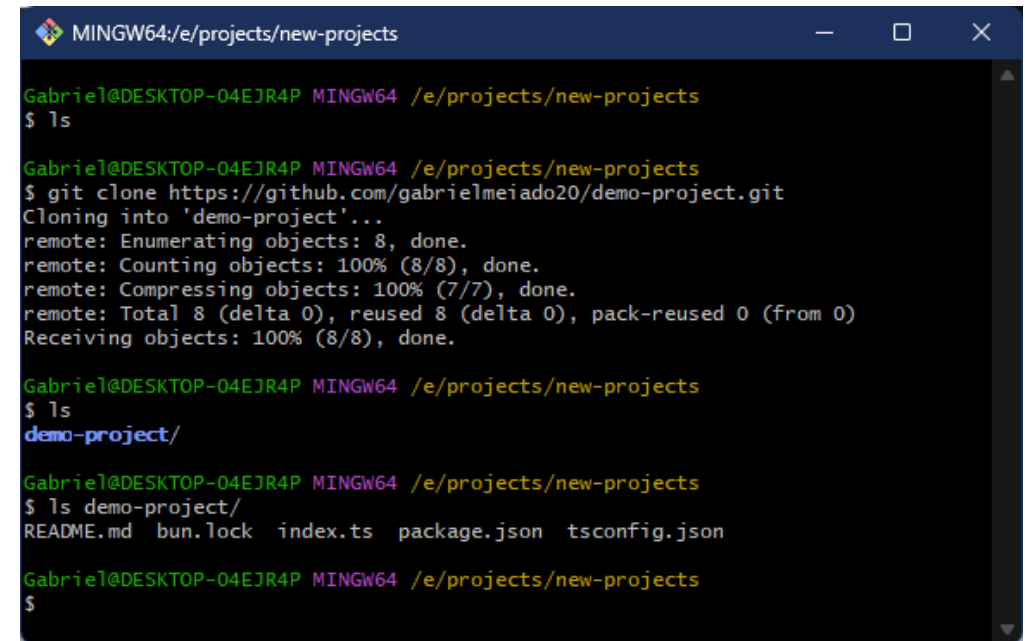 MINGW64:/e/projects/new-projects
Gabriel@DESKTOP-O4EJR4P MINGW64 /e/projects/new-projects
$ ls
Gabriel@DESKTOP-O4EJR4P MINGW64 /e/projects/new-projects
$ git clone https://github.com/gabrielmeiado20/demo-project.git
Cloning into 'demo-project'...
remote: Enumerating objects: 8, done.
remote: Counting objects: 100% (8/8), done.
remote: Compressing objects: 100% (7/7), done.
remote: Total 8 (delta 0), reused 8 (delta 0), pack-reused 0 (from 0)
Receiving objects: 100% (8/8), done.
Gabriel@DESKTOP-O4EJR4P MINGW64 /e/projects/new-projects
$ ls
demo-project/
Gabriel@DESKTOP-O4EJR4P MINGW64 /e/projects/new-projects
$ ls demo-project/
README.md  bun.lock  index.ts  package.json  tsconfig.json
Gabriel@DESKTOP-O4EJR4P MINGW64 /e/projects/new-projects
$